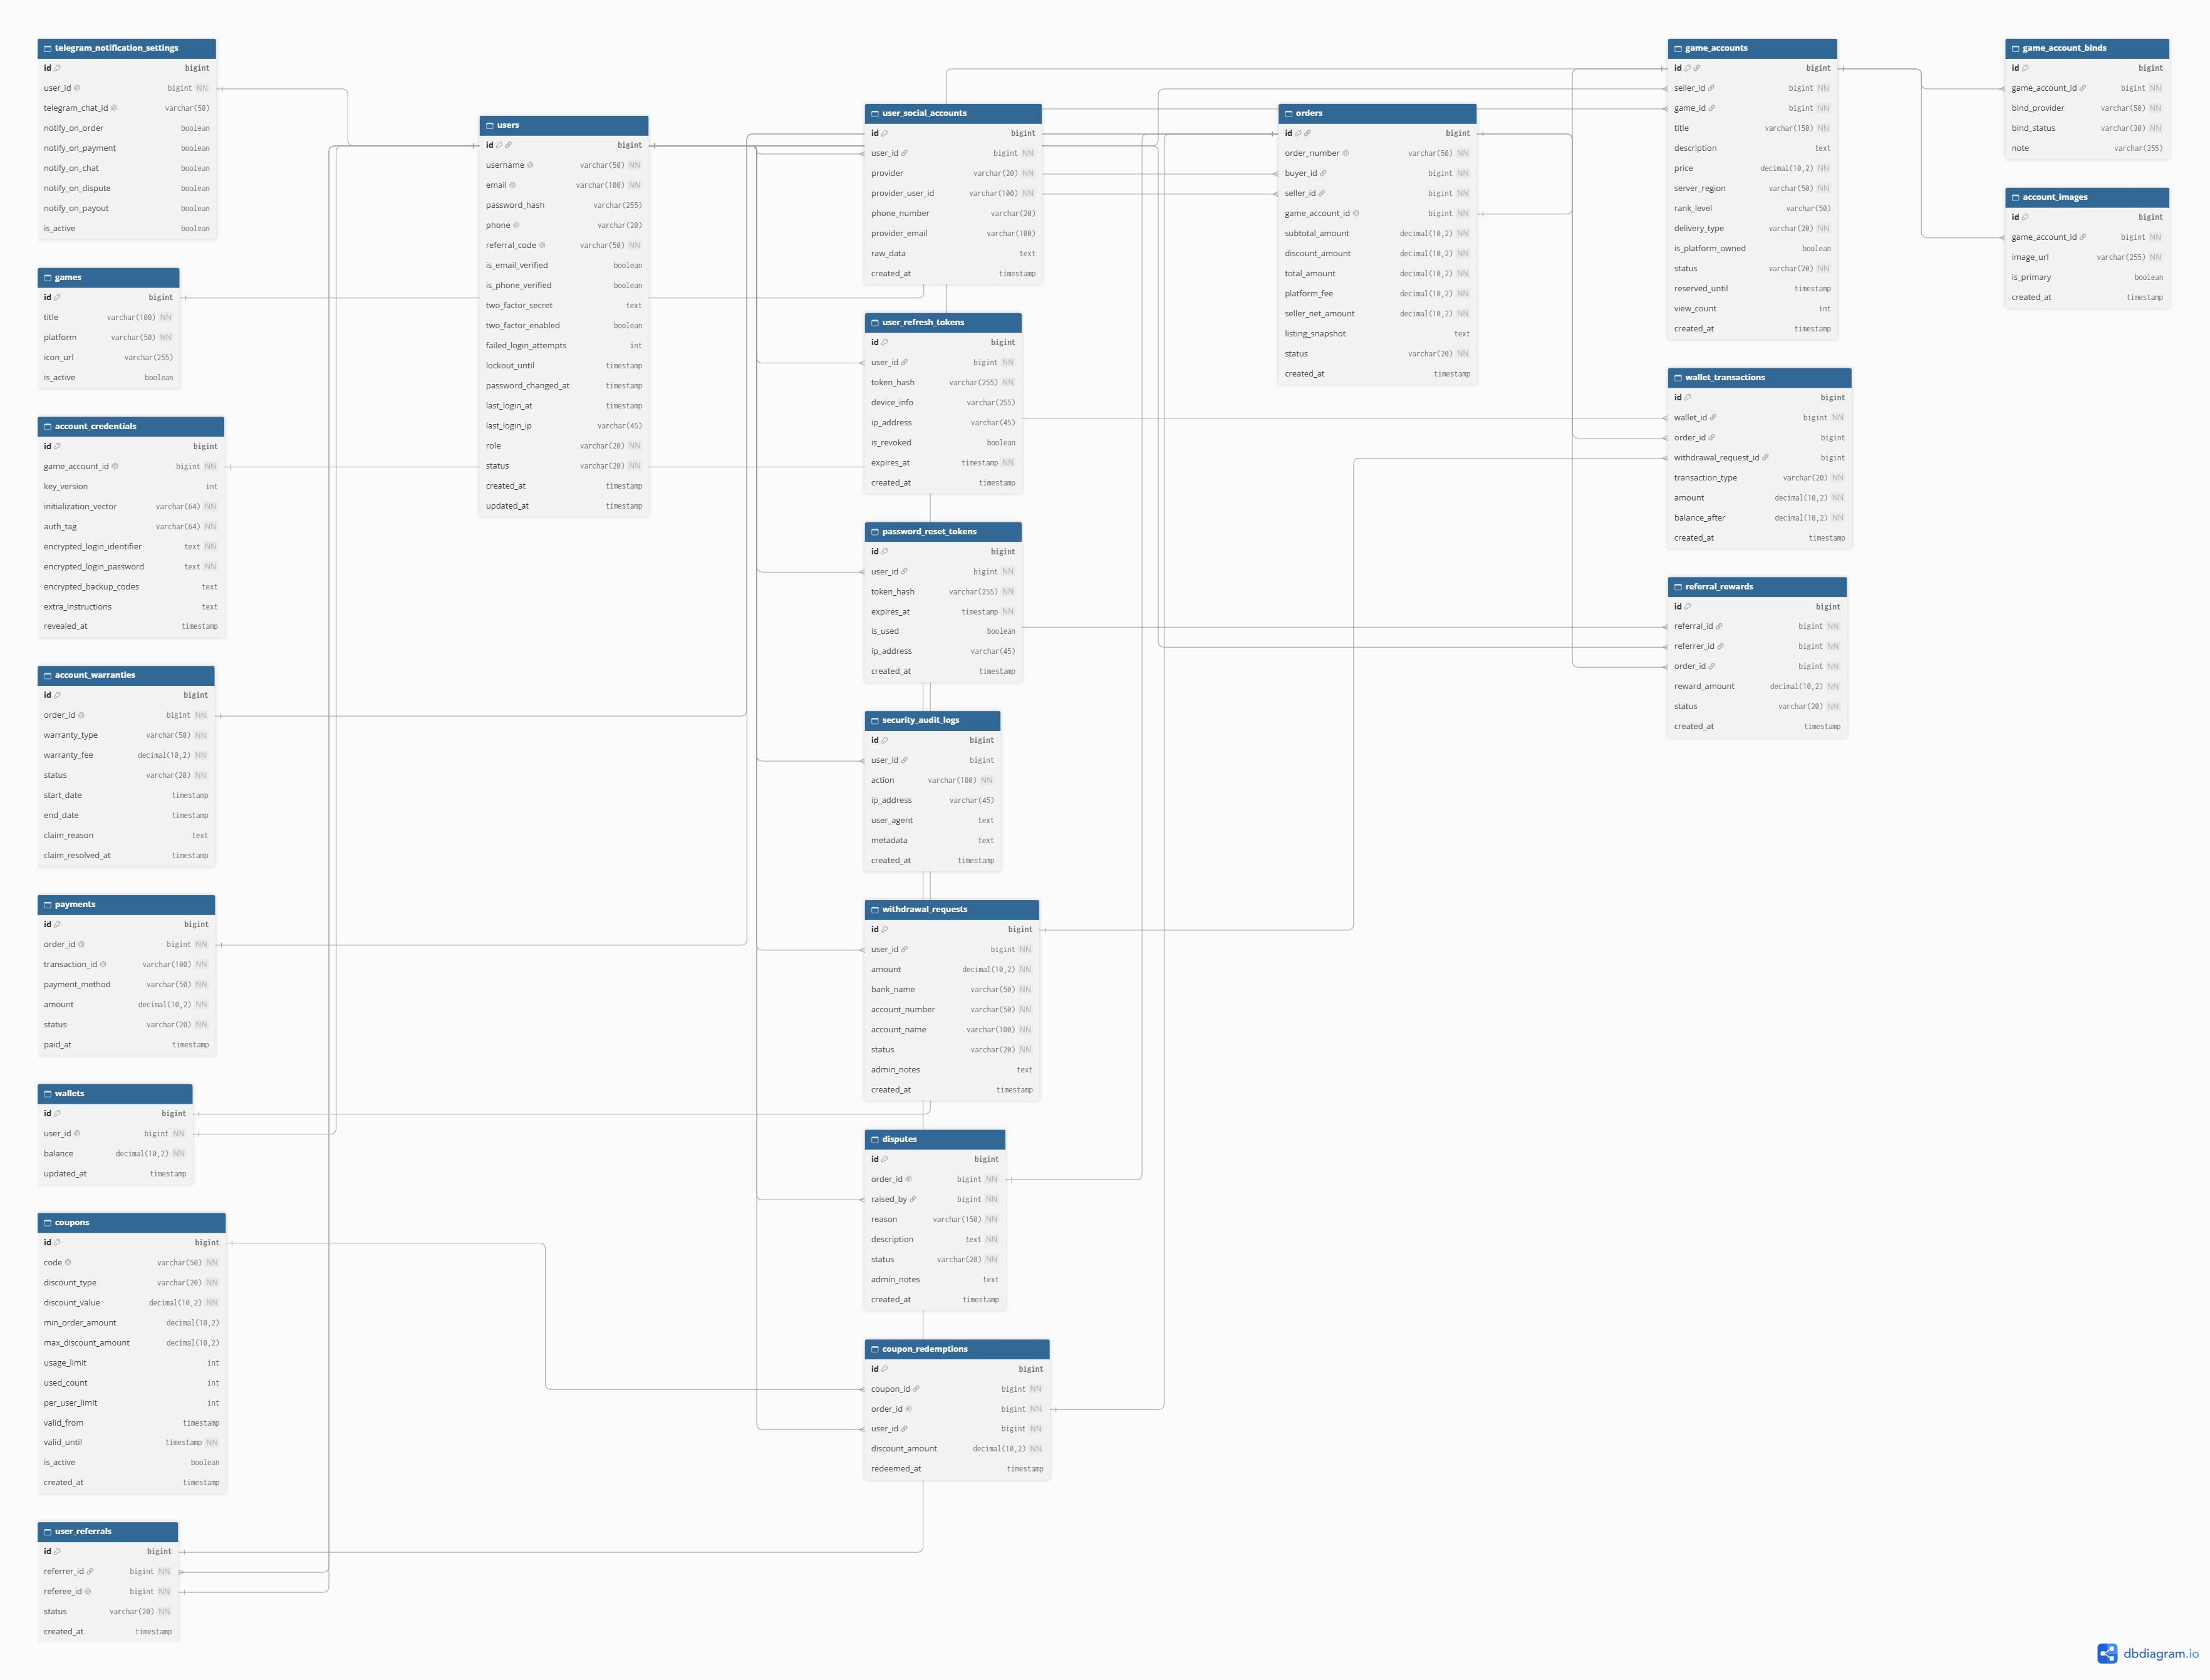 telegram_notification_settings
id bigint
user_id bigint NN
telegram_chat_id varchar(50)
notify_on_order boolean
notify_on_payment boolean
notify_on_chat boolean
notify_on_dispute boolean
notify_on_payout boolean
is_active boolean
games
id bigint
title varchar(100) NN
platform varchar(50) NN
icon_url varchar(255)
is_active boolean
account_credentials
id bigint
game_account_id bigint NN
key_version int
initialization_vector varchar(64) NN
auth_tag varchar(64) NN
encrypted_login_identifier text NN
encrypted_login_password text NN
encrypted_backup_codes text
extra_instructions text
revealed_at timestamp
account_warranties
id bigint
order_id bigint NN
warranty_type varchar(50) NN
warranty_fee decimal(10,2) NN
status varchar(20) NN
start_date timestamp
end_date timestamp
claim_reason text
claim_resolved_at timestamp
payments
id bigint
order_id bigint NN
transaction_id varchar(100) NN
payment_method varchar(50) NN
amount decimal(10,2) NN
status varchar(20) NN
paid_at timestamp
wallets
id bigint
user_id bigint NN
balance decimal(10,2) NN
updated_at timestamp
coupons
id bigint
code varchar(50) NN
discount_type varchar(20) NN
discount_value decimal(10,2) NN
min_order_amount decimal(10,2)
max_discount_amount decimal(10,2)
usage_limit int
used_count int
per_user_limit int
valid_from timestamp
valid_until timestamp NN
is_active boolean
created_at timestamp
user_referrals
id bigint
referrer_id bigint NN
referee_id bigint NN
status varchar(20) NN
created_at timestamp
users
id bigint
username varchar(50) NN
email varchar(100) NN
password_hash varchar(255)
phone varchar(20)
referral_code varchar(50) NN
is_email_verified boolean
is_phone_verified boolean
two_factor_secret text
two_factor_enabled boolean
failed_login_attempts int
lockout_until timestamp
password_changed_at timestamp
last_login_at timestamp
last_login_ip varchar(45)
role varchar(20) NN
status varchar(20) NN
created_at timestamp
updated_at timestamp
user_social_accounts
id bigint
user_id bigint NN
provider varchar(20) NN
provider_user_id varchar(100) NN
phone_number varchar(20)
provider_email varchar(100)
raw_data text
created_at timestamp
user_refresh_tokens
id bigint
user_id bigint NN
token_hash varchar(255) NN
device_info varchar(255)
ip_address varchar(45)
is_revoked boolean
expires_at timestamp NN
created_at timestamp
password_reset_tokens
id bigint
user_id bigint NN
token_hash varchar(255) NN
expires_at timestamp NN
is_used boolean
ip_address varchar(45)
created_at timestamp
security_audit_logs
id bigint
user_id bigint
action varchar(100) NN
ip_address varchar(45)
user_agent text
metadata text
created_at timestamp
withdrawal_requests
id bigint
user_id bigint NN
amount decimal(10,2) NN
bank_name varchar(50) NN
account_number varchar(50) NN
account_name varchar(100) NN
status varchar(20) NN
admin_notes text
created_at timestamp
disputes
id bigint
order_id bigint NN
raised_by bigint NN
reason varchar(150) NN
description text NN
status varchar(20) NN
admin_notes text
created_at timestamp
coupon_redemptions
id bigint
coupon_id bigint NN
order_id bigint NN
user_id bigint NN
discount_amount decimal(10,2) NN
redeemed_at timestamp
orders
id bigint
order_number varchar(50) NN
buyer_id bigint NN
seller_id bigint NN
game_account_id bigint NN
subtotal_amount decimal(10,2) NN
discount_amount decimal(10,2) NN
total_amount decimal(10,2) NN
platform_fee decimal(10,2) NN
seller_net_amount decimal(10,2) NN
listing_snapshot text
status varchar(20) NN
created_at timestamp
game_accounts
id bigint
seller_id bigint NN
game_id bigint NN
title varchar(150) NN
description text
price decimal(10,2) NN
server_region varchar(50) NN
rank_level varchar(50)
delivery_type varchar(20) NN
is_platform_owned boolean
status varchar(20) NN
reserved_until timestamp
view_count int
created_at timestamp
wallet_transactions
id bigint
wallet_id bigint NN
order_id bigint
withdrawal_request_id bigint
transaction_type varchar(20) NN
amount decimal(10,2) NN
balance_after decimal(10,2) NN
created_at timestamp
referral_rewards
id bigint
referral_id bigint NN
referrer_id bigint NN
order_id bigint NN
reward_amount decimal(10,2) NN
status varchar(20) NN
created_at timestamp
game_account_binds
id bigint
game_account_id bigint NN
bind_provider varchar(50) NN
bind_status varchar(30) NN
note varchar(255)
account_images
id bigint
game_account_id bigint NN
image_url varchar(255) NN
is_primary boolean
created_at timestamp
dbdiagram.io